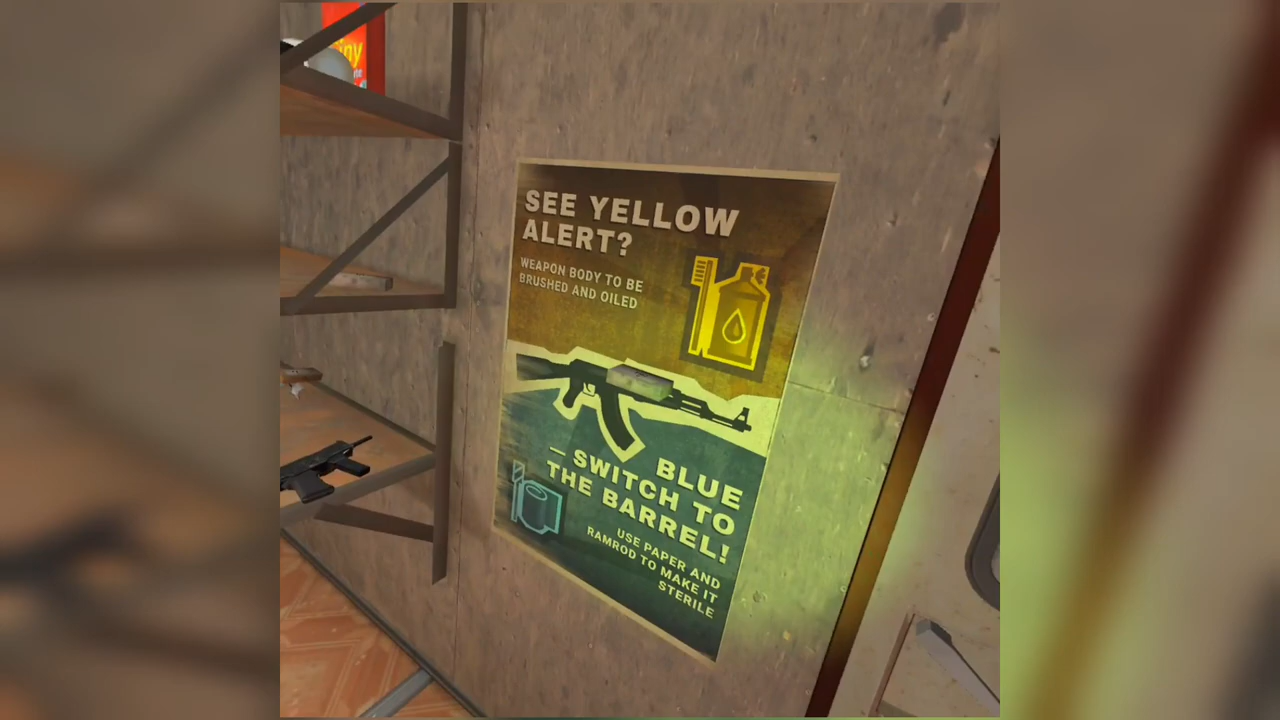 SEE YELLOW
ALERT?
WEAPON BODY TO BE
BRUSHED AND OILED
BLUE
— SWITCH TO
THE BARREL!
USE PAPER AND
RAMROD TO MAKE IT
STERILE